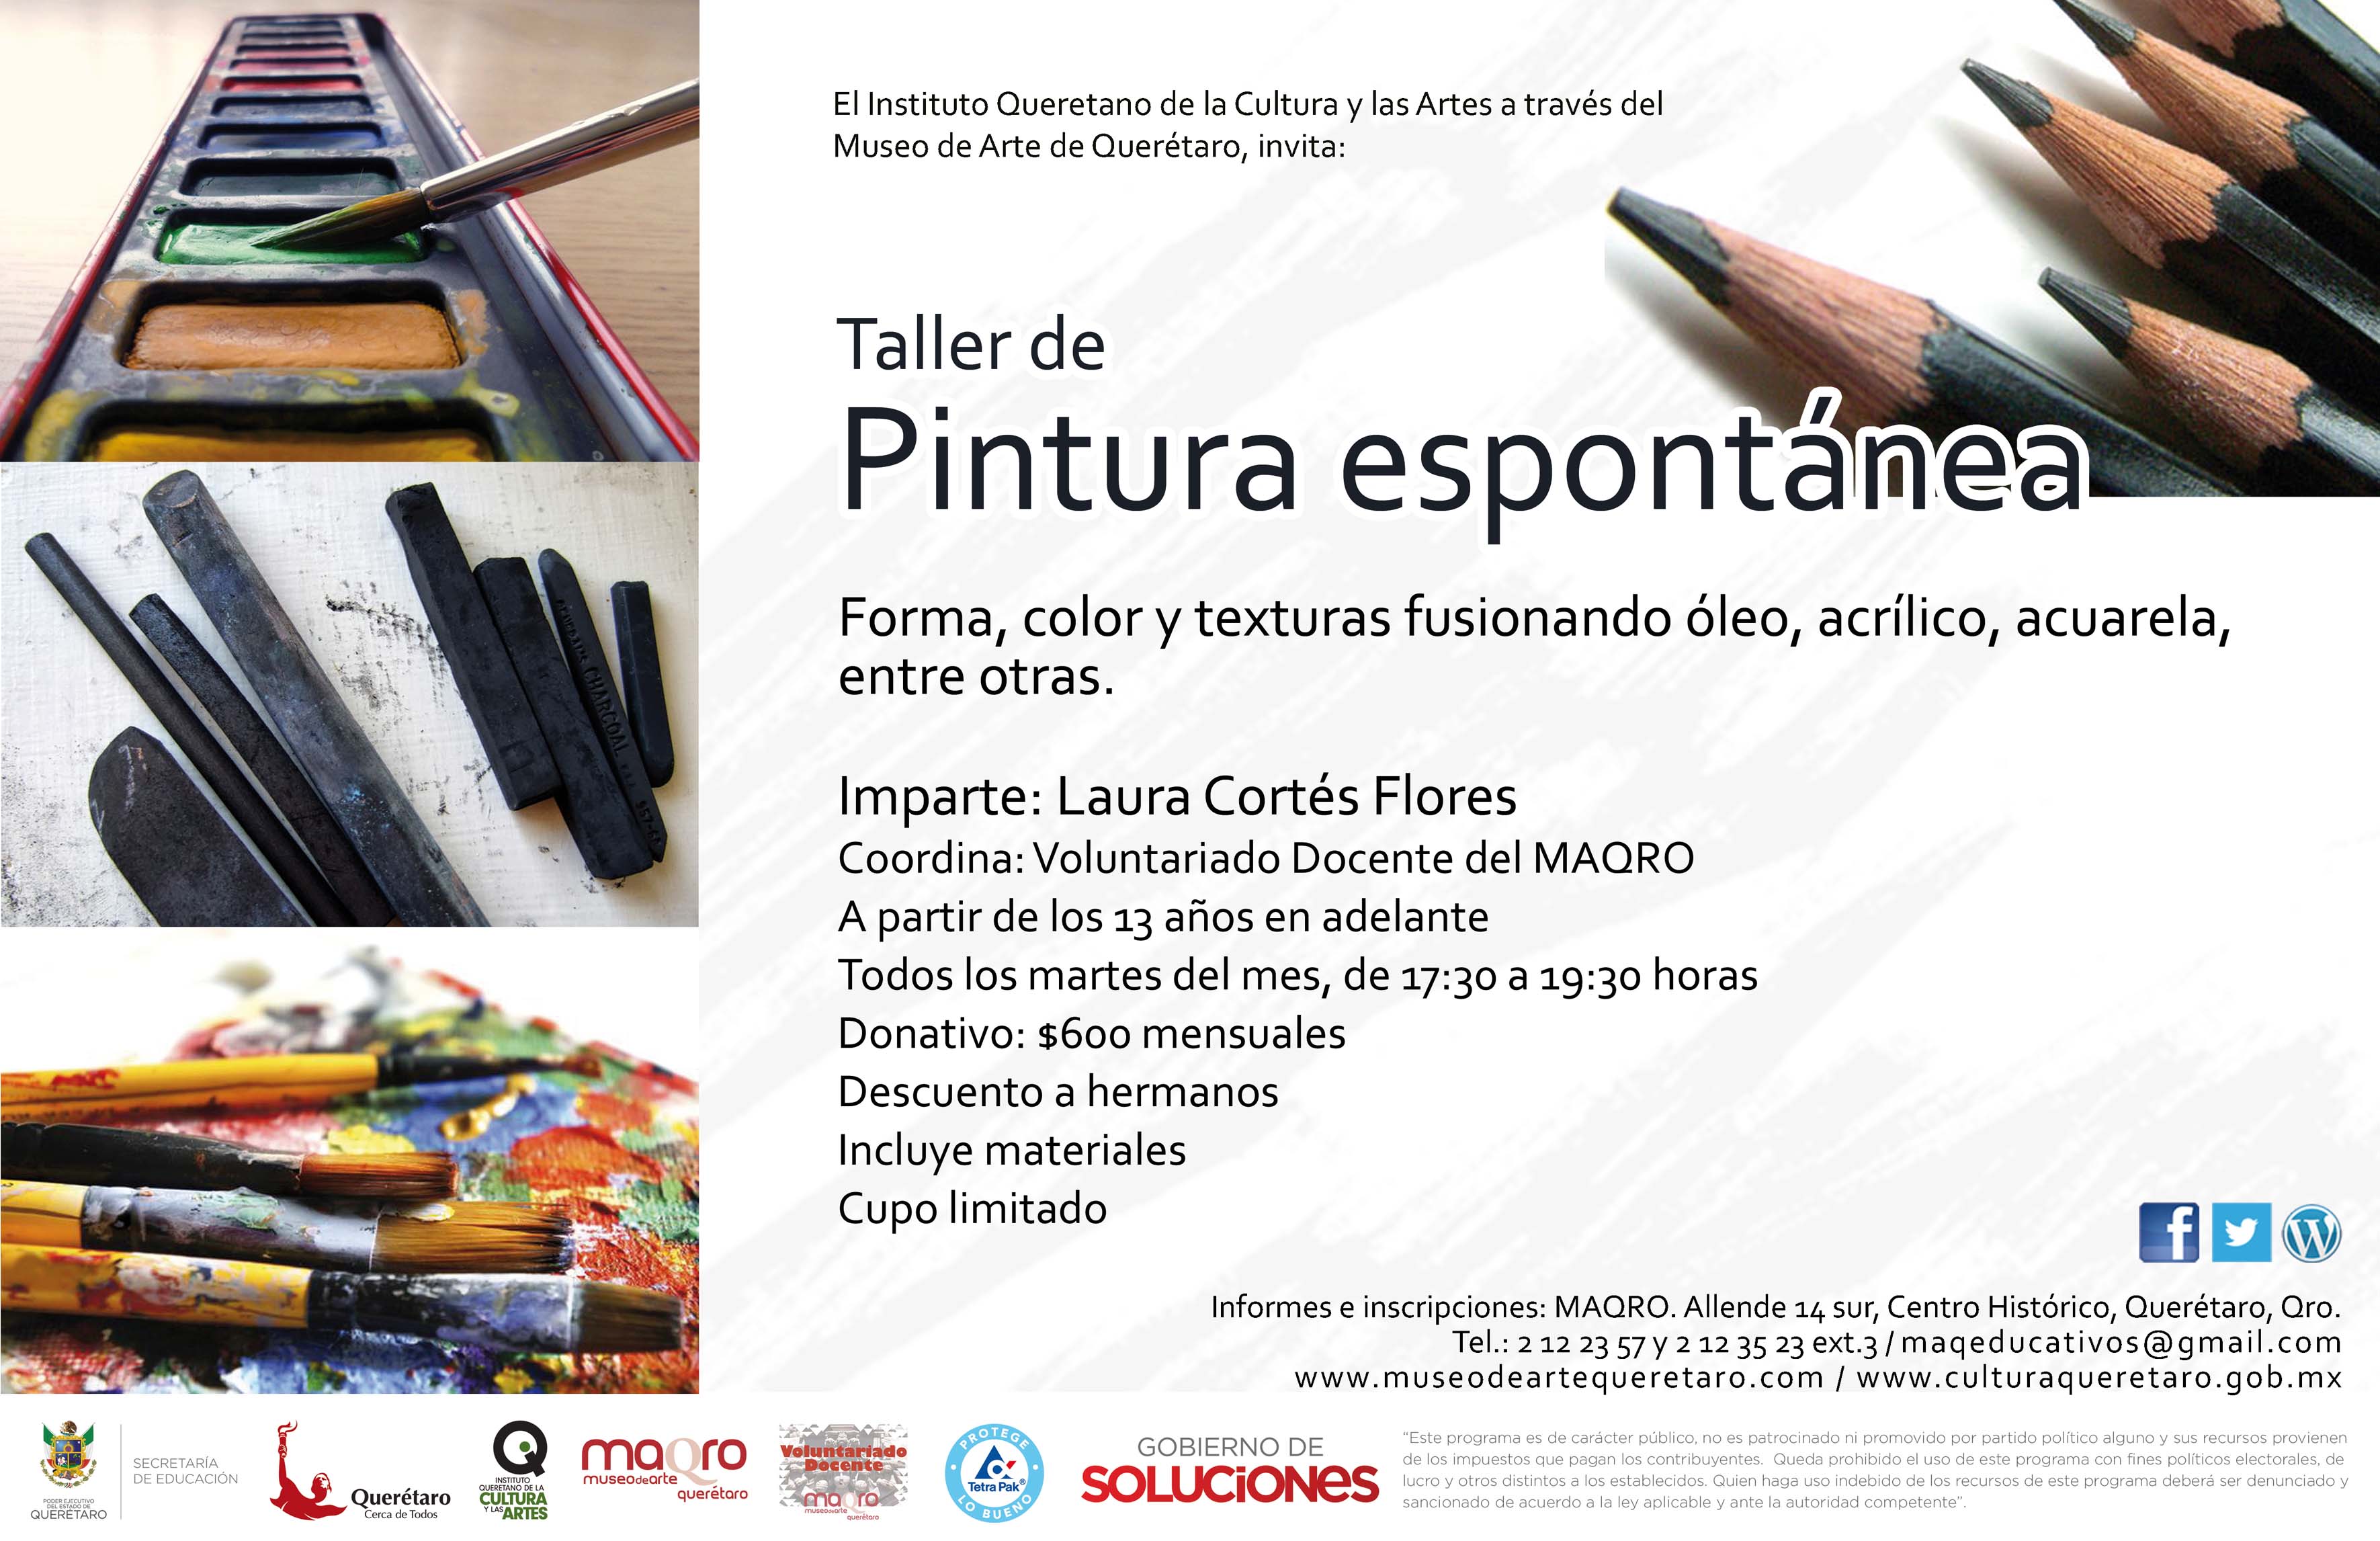 El Instituto Queretano de la Cultura y las Artes a través del
Museo de Arte de Querétaro, invita:
Taller de
Pintura espontánea
Forma, color y texturas fusionando óleo, acrílico, acuarela,
entre otras.
Imparte: Laura Cortés Flores
Coordina: Voluntariado Docente del MAQRO
A partir de los 13 años en adelante
Todos los martes del mes, de 17:30 a 19:30 horas
Donativo: $600 mensuales
Descuento a hermanos
Incluye materiales
Cupo limitado
Informes e inscripciones: MAQRO. Allende 14 sur, Centro Histórico, Querétaro, Qro.
Tel.: 2 12 23 57 y 2 12 35 23 ext.3 / maqeducativos@gmail.com
www.museodeartequeretaro.com / www.culturaqueretaro.gob.mx
PODER EJECUTIVO
DEL ESTADO DE
QUERÉTARO
SECRETARÍA
DE EDUCACIÓN
Querétaro
Cerca de Todos
INSTITUTO
QUERETANO DE LA
CULTURA
Y LAS ARTES
maQro
museodearte
querétaro
Voluntariado
Docente
maQro
museodearte
querétaro
PROTEGE
Tetra Pak®
LO BUENO
GOBIERNO DE
SOLUCiONeS
“Este programa es de carácter público, no es patrocinado ni promovido por partido político alguno y sus recursos provienen
de los impuestos que pagan los contribuyentes. Queda prohibido el uso de este programa con fines políticos electorales, de
lucro y otros distintos a los establecidos. Quien haga uso indebido de los recursos de este programa deberá ser denunciado y
sancionado de acuerdo a la ley aplicable y ante la autoridad competente”.
CHARCOAL